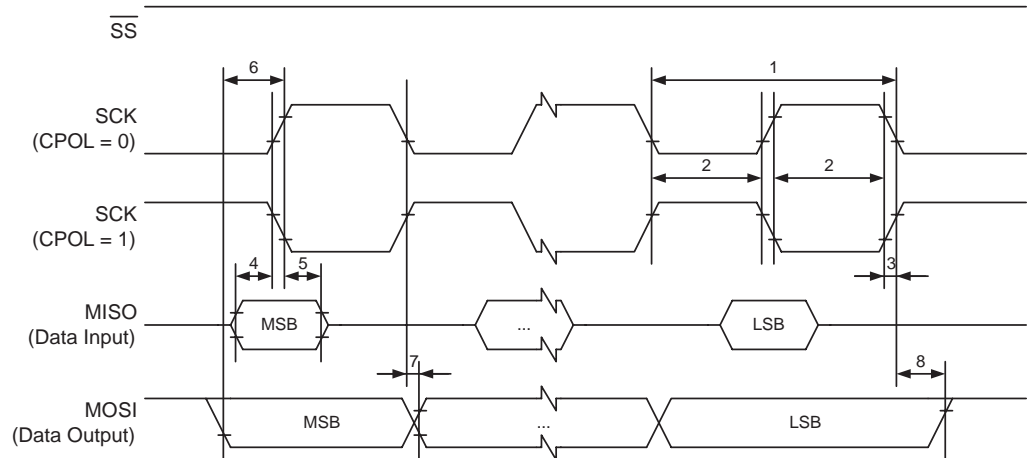 SS
6
1
SCK
(CPOL = 0)
2
2
SCK
(CPOL = 1)
4
5
3
MISO
(Data Input)
MSB
...
LSB
7
8
MOSI
(Data Output)
MSB
...
LSB